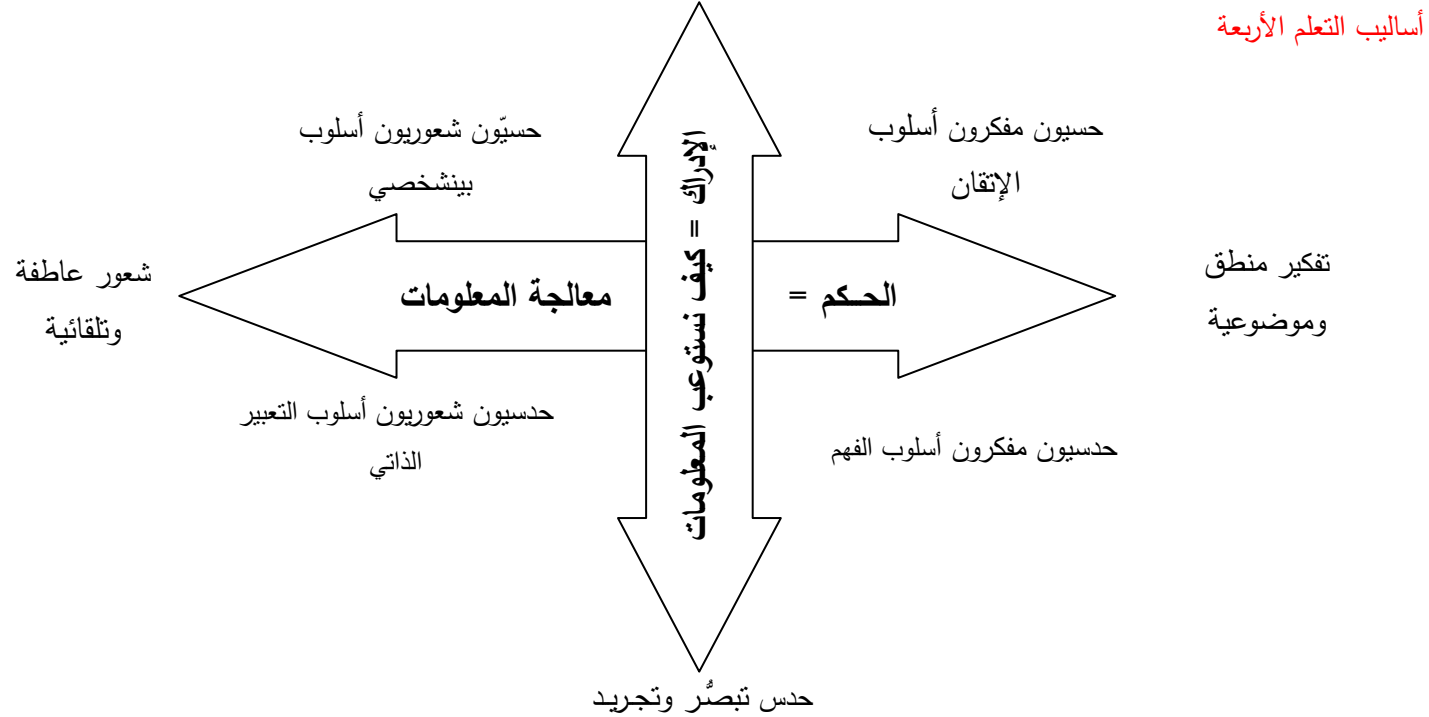 أساليب التعلم الأربعة
حسيون مفكرون أسلوب
الإتقان
حسيّون شعوريون أسلوب
بينشخصي
تفكير منطق
وموضوعية
الحـكم =
معالجة المعلومات
الإدراك = كيف نستوعب المعلومات
شعور عاطفة
وتلقائية
حدسيون مفكرون أسلوب الفهم
حدسيون شعوريون أسلوب التعبير
الذاتي
حدس تبصُّر وتجريد